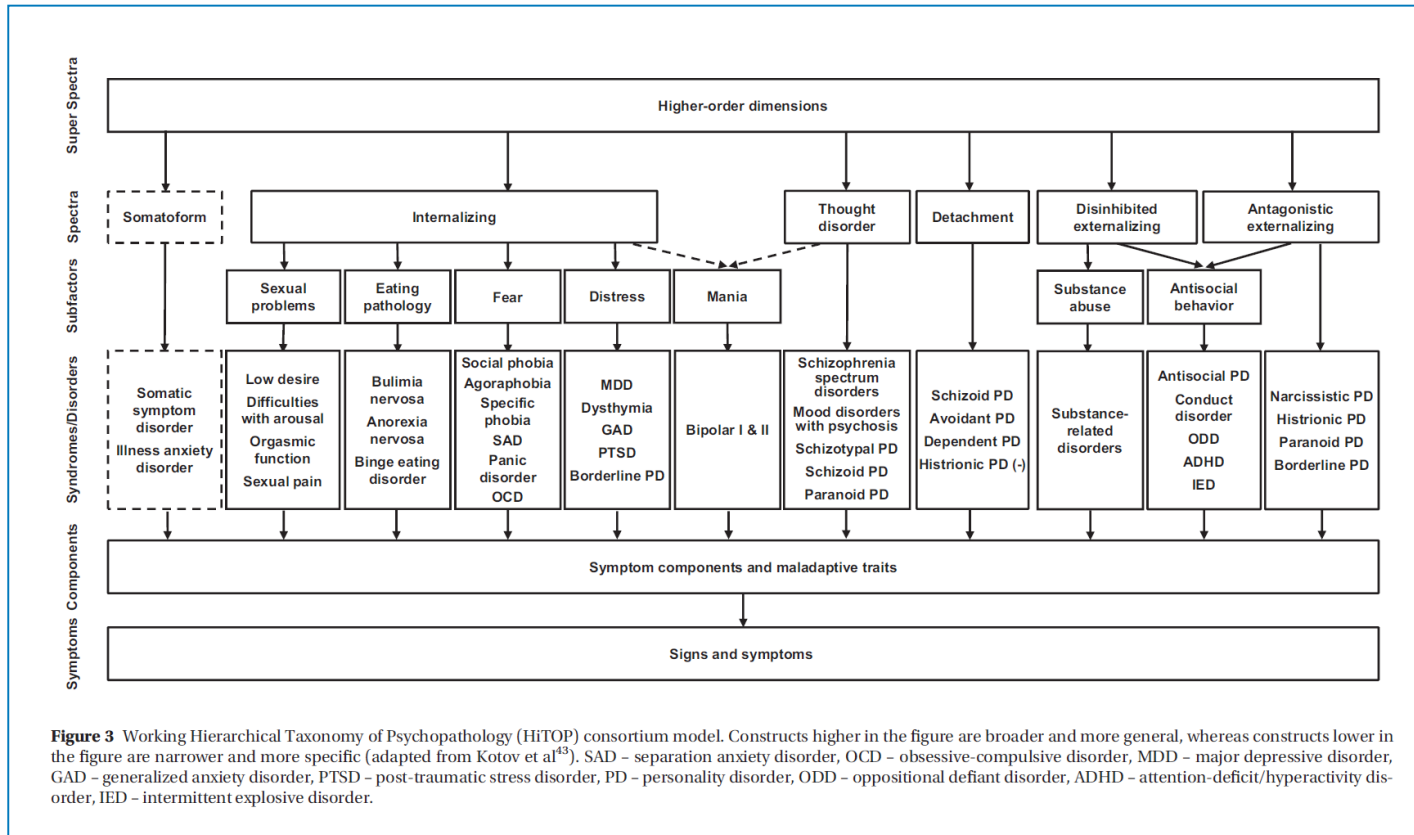 Super Spectra
Higher-order dimensions
Spectra
Somatoform
Internalizing
Thought
disorder
Detachment
Disinhibited
externalizing
Antagonistic
externalizing
Subfactors
Sexual
problems
Eating
pathology
Fear
Distress
Mania
Substance
abuse
Antisocial
behavior
Syndromes/Disorders
Somatic
symptom
disorder
Illness anxiety
disorder
Low desire
Difficulties
with arousal
Orgasmic
function
Sexual pain
Bulimia
nervosa
Anorexia
nervosa
Binge eating
disorder
Social phobia
Agoraphobia
Specific
phobia
SAD
Panic
disorder
OCD
MDD
Dysthymia
GAD
PTSD
Borderline PD
Bipolar I & II
Schizophrenia
spectrum
disorders
Mood disorders
with psychosis
Schizotypal PD
Schizoid PD
Paranoid PD
Schizoid PD
Avoidant PD
Dependent PD
Histrionic PD (-)
Substance-
related
disorders
Antisocial PD
Conduct
disorder
ODD
ADHD
IED
Narcissistic PD
Histrionic PD
Paranoid PD
Borderline PD
Components
Symptom components and maladaptive traits
Symptoms
Signs and symptoms
Figure 3 Working Hierarchical Taxonomy of Psychopathology (HiTOP) consortium model. Constructs higher in the figure are broader and more general, whereas constructs lower in
the figure are narrower and more specific (adapted from Kotov et al43). SAD – separation anxiety disorder, OCD – obsessive-compulsive disorder, MDD – major depressive disorder,
GAD – generalized anxiety disorder, PTSD – post-traumatic stress disorder, PD – personality disorder, ODD – oppositional defiant disorder, ADHD – attention-deficit/hyperactivity dis-
order, IED – intermittent explosive disorder.